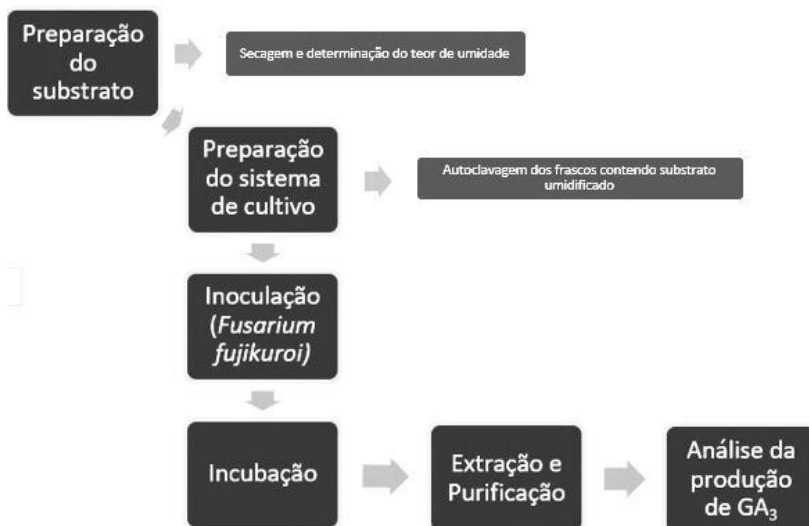 Preparação
do
substrato
Secagem e determinação do teor de umidade
Preparação
do sistema
de cultivo
Autoclavagem dos frascos contendo substrato
umidificado
Inoculação
(Fusarium
fujikuroi)
Incubação
Extração e
Purificação
Análise da
produção
de GA₃